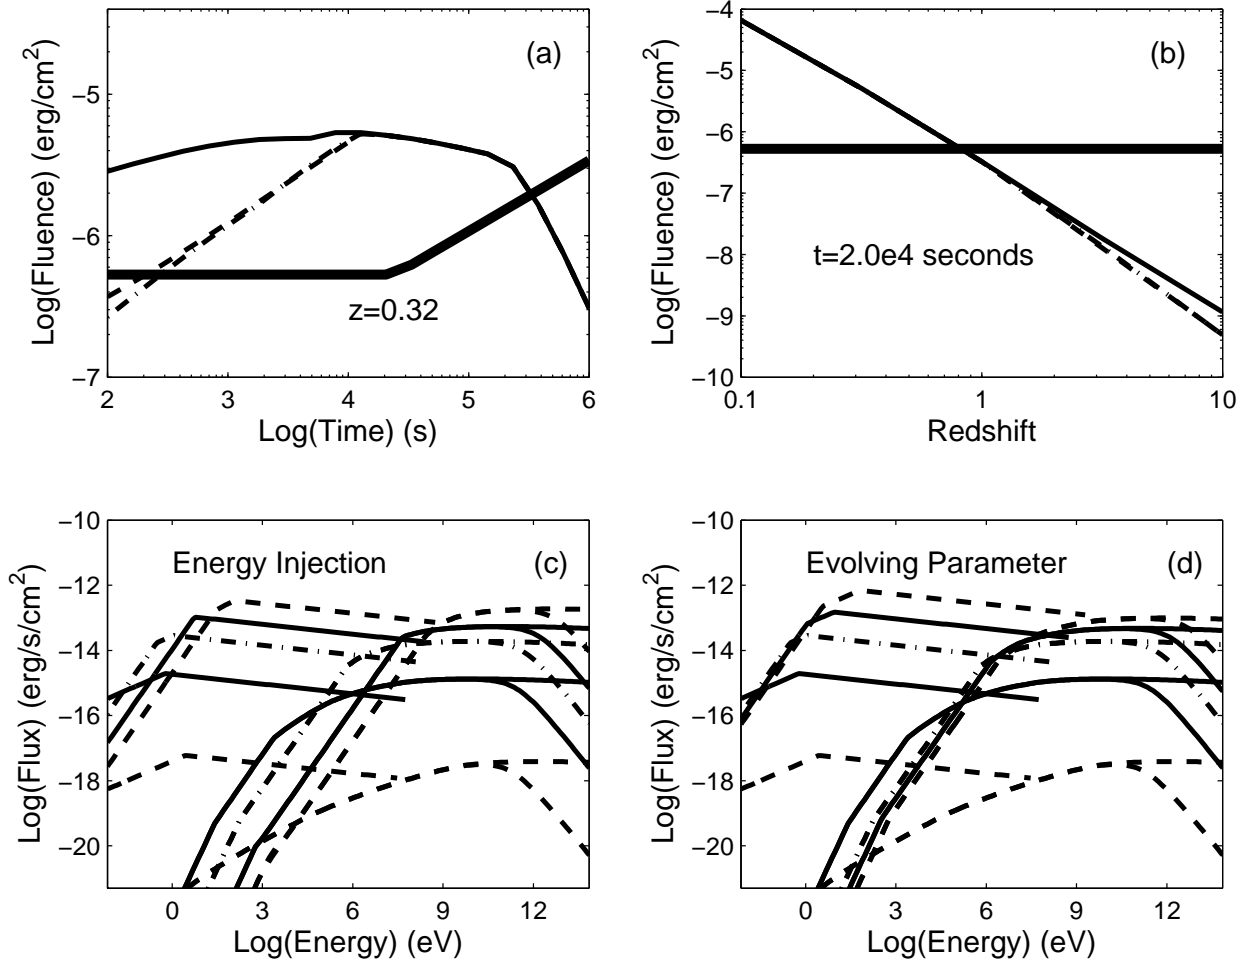 (a)
Log(Fluence) (erg/cm²)
−5
−6
−7
z=0.32
2 3 4 5 6
Log(Time) (s)
(b)
Log(Fluence) (erg/cm²)
−4
−5
−6
−7
−8
−9
−10
t=2.0e4 seconds
0.1 1 10
Redshift
Energy Injection (c)
Log(Flux) (erg/s/cm²)
−10
−12
−14
−16
−18
−20
0 3 6 9 12
Log(Energy) (eV)
Evolving Parameter (d)
Log(Flux) (erg/s/cm²)
−10
−12
−14
−16
−18
−20
0 3 6 9 12
Log(Energy) (eV)